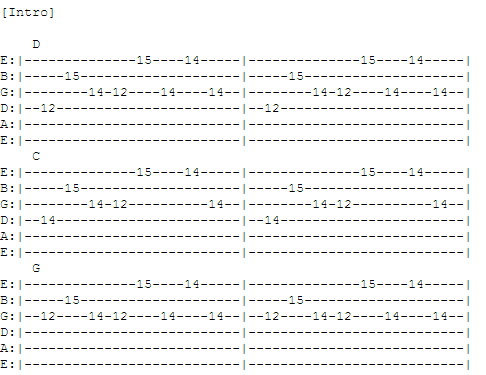 [Intro]
D
E:|--------------15----14-----|--------------15----14-----|
B:|-----15--------------------|-----15--------------------|
G:|--------14-12----14----14--|--------14-12----14----14--|
D:|--12-----------------------|--12-----------------------|
A:|---------------------------|---------------------------|
E:|---------------------------|---------------------------|
C
E:|--------------15----14-----|--------------15----14-----|
B:|-----15--------------------|-----15--------------------|
G:|--------14-12----------14--|--------14-12----------14--|
D:|--14-----------------------|--14-----------------------|
A:|---------------------------|---------------------------|
E:|---------------------------|---------------------------|
G
E:|--------------15----14-----|--------------15----14-----|
B:|-----15--------------------|-----15--------------------|
G:|--12----14-12----14----14--|--12----14-12----14----14--|
D:|---------------------------|---------------------------|
A:|---------------------------|---------------------------|
E:|---------------------------|---------------------------|